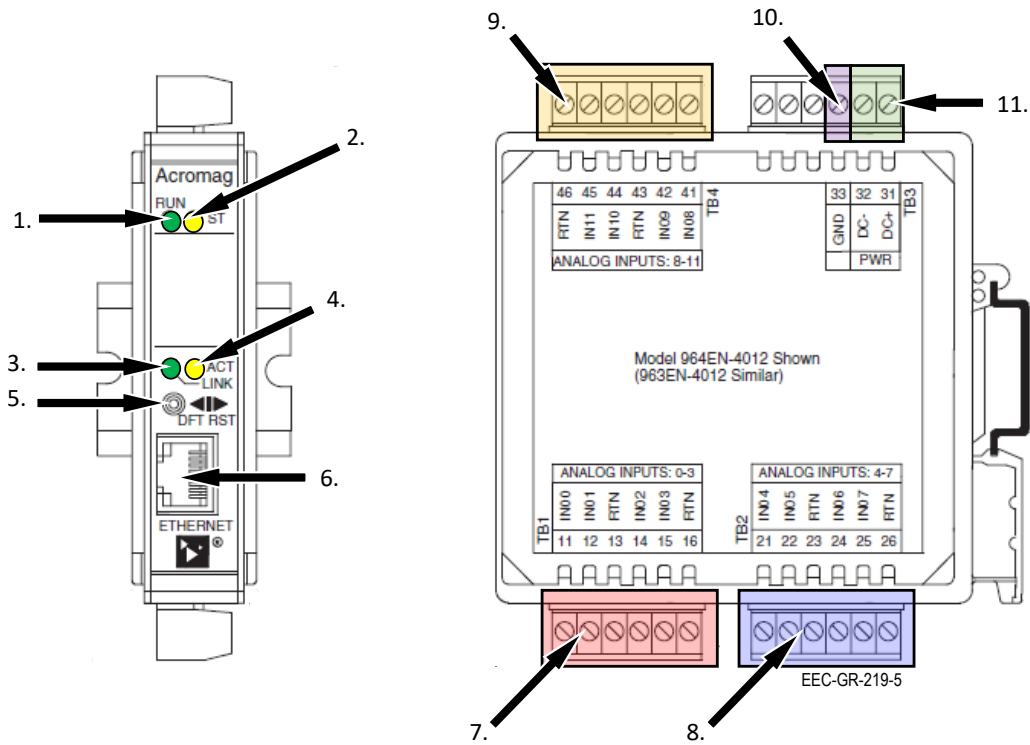 9.
10.
11.
2.
Acromag
RUN
ST
1.
46 45 44 43 42 41
RTN IN11 IN10 RTN IN09 IN08
TB4
ANALOG INPUTS: 8-11
33 32 31
GND DC- DC+
TB3
PWR
4.
3.
ACT
LINK
5.
DFT RST
Model 964EN-4012 Shown
(963EN-4012 Similar)
6.
ETHERNET
®
ANALOG INPUTS: 0-3
TB1
IN00 IN01 RTN IN02 IN03 RTN
11 12 13 14 15 16
ANALOG INPUTS: 4-7
TB2
IN04 IN05 RTN IN06 IN07 RTN
21 22 23 24 25 26
EEC-GR-219-5
7.
8.